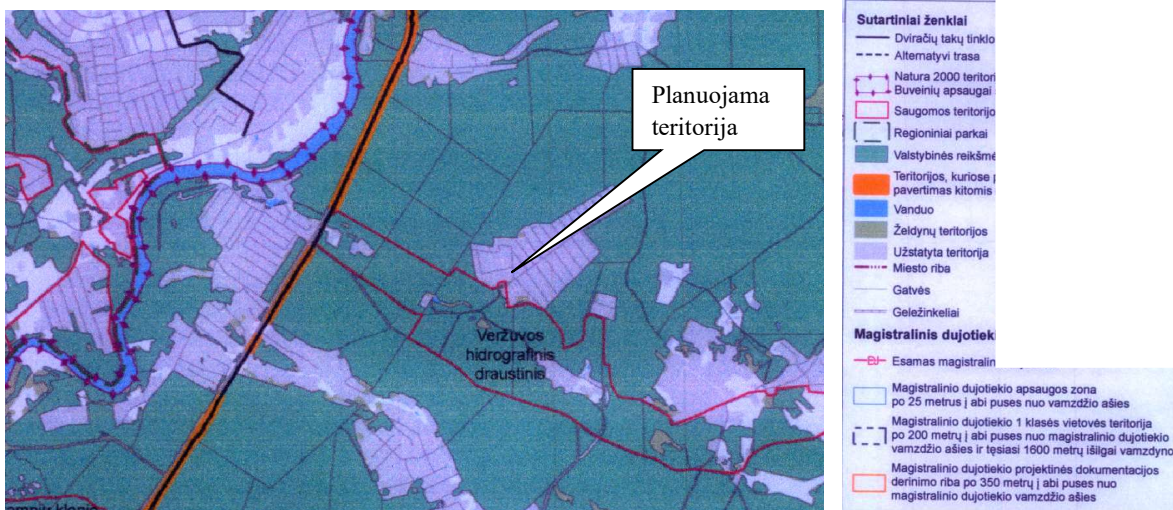 Planuojama
teritorija
Veržuvos
hidrografinis
draustinis
Sutartiniai ženklai
Dviračių takų tinklo
Alternatyvi trasa
Natura 2000 teritori
Buveinių apsaugai
Saugomos teritorijo
Regioniniai parkai
Valstybinės reikšmė
Teritorijos, kuriose
pavertimas kitomis
Vanduo
Želdynų teritorijos
Užstatyta teritorija
Miesto riba
Gatvės
Geležinkeliai
Magistralinis dujotiek
Esamas magistralin
Magistralinio dujotiekio apsaugos zona
po 25 metrus į abi puses nuo vamzdžio ašies
Magistralinio dujotiekio 1 klasės vietovės teritorija
po 200 metrų į abi puses nuo magistralinio dujotiekio
vamzdžio ašies ir tęsiasi 1600 metrų išilgai vamzdyno
Magistralinio dujotiekio projektinės dokumentacijos
derinimo riba po 350 metrų į abi puses nuo
magistralinio dujotiekio vamzdžio ašies